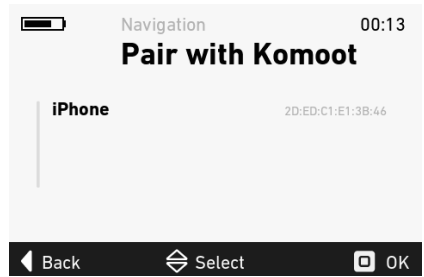 Navigation 00:13
Pair with Komoot
iPhone 2D:ED:C1:E1:3B:46
Back Select OK